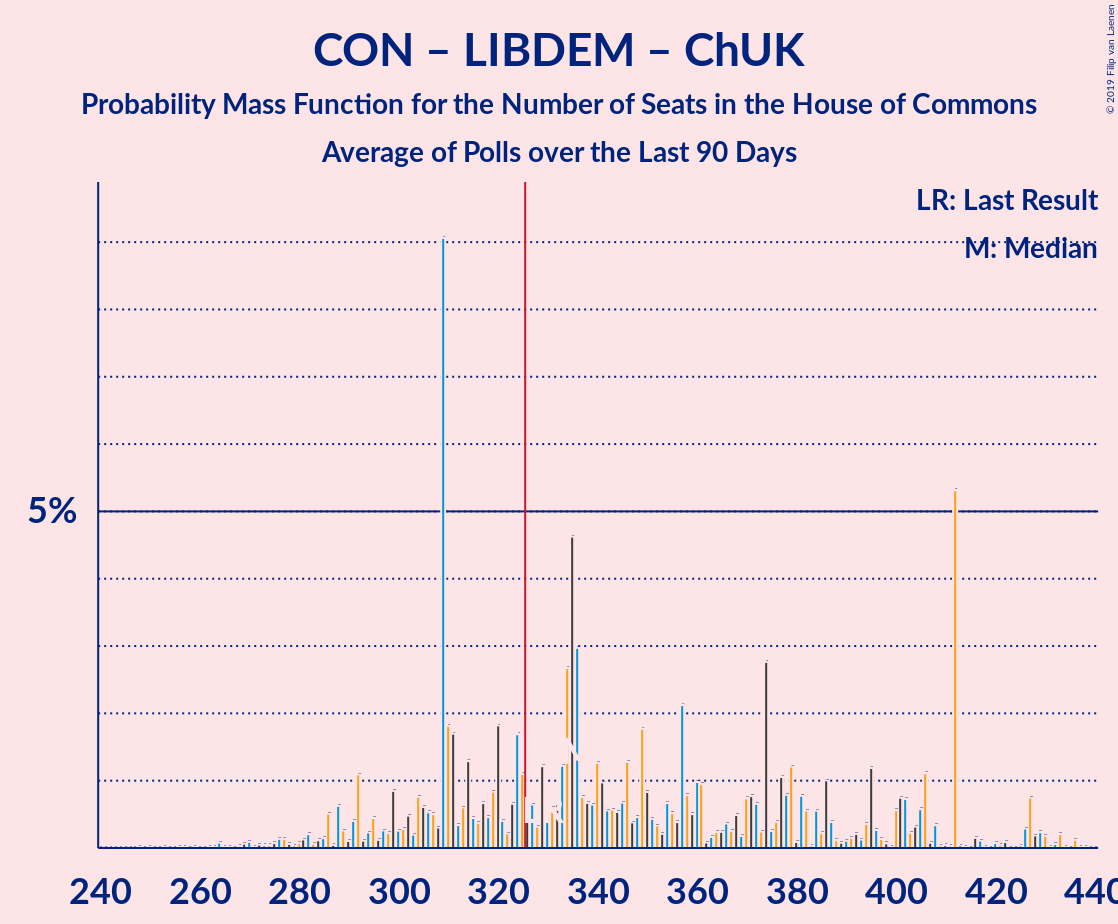 CON – LIBDEM – ChUK
Probability Mass Function for the Number of Seats in the House of Commons
Average of Polls over the Last 90 Days
© 2019 Filip van Laenen
LR: Last Result
M: Median
5%
240 260 280 300 320 340 360 380 400 420 440